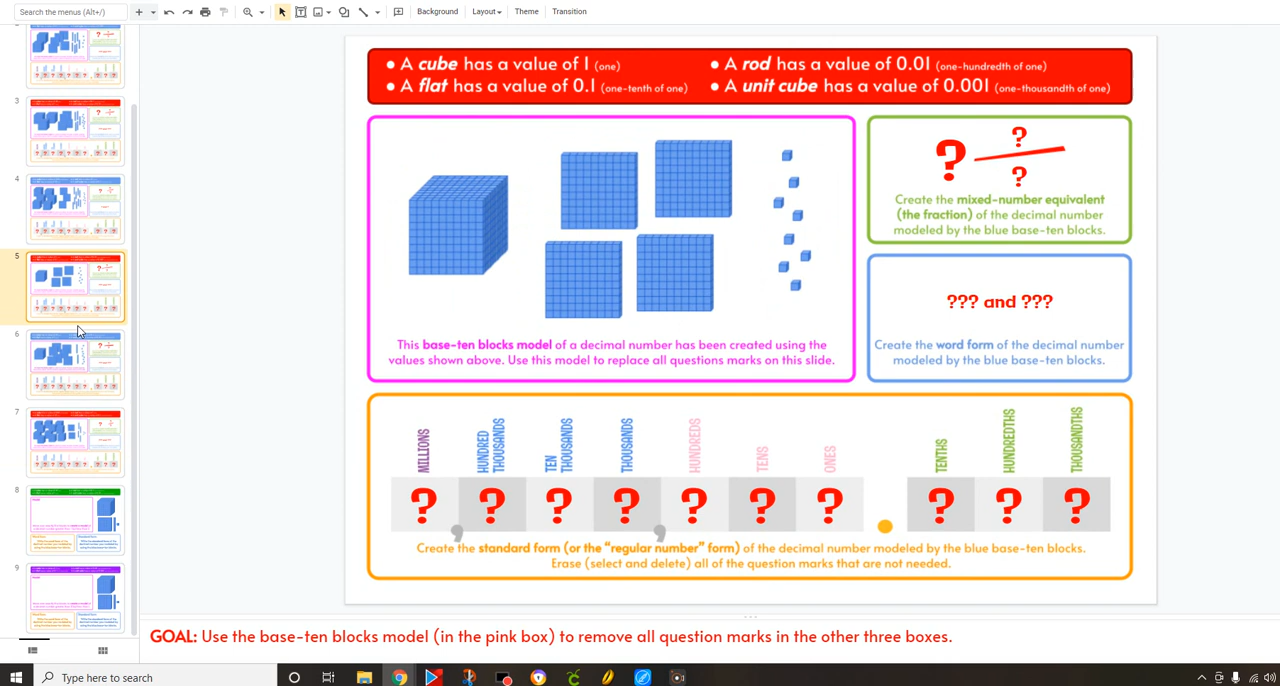 Search the menus (Alt+/)
Background
Layout
Theme
Transition
3
4
5
6
7
8
9
● A cube has a value of 1 (one)
● A rod has a value of 0.01 (one-hundredth of one)
● A flat has a value of 0.1 (one-tenth of one)
● A unit cube has a value of 0.001 (one-thousandth of one)
This base-ten blocks model of a decimal number has been created using the
values shown above. Use this model to replace all questions marks on this slide.
?
?
?
Create the mixed-number equivalent
(the fraction) of the decimal number
modeled by the blue base-ten blocks.
??? and ???
Create the word form of the decimal number
modeled by the blue base-ten blocks.
MILLIONS
HUNDRED
THOUSANDS
TEN
THOUSANDS
THOUSANDS
HUNDREDS
TENS
ONES
TENTHS
HUNDREDTHS
THOUSANDTHS
? , ? ? ? , ? ? ? . ? ? ?
Create the standard form (or the “regular number” form) of the decimal number modeled by the blue base-ten blocks.
Erase (select and delete) all of the question marks that are not needed.
GOAL: Use the base-ten blocks model (in the pink box) to remove all question marks in the other three boxes.
Type here to search